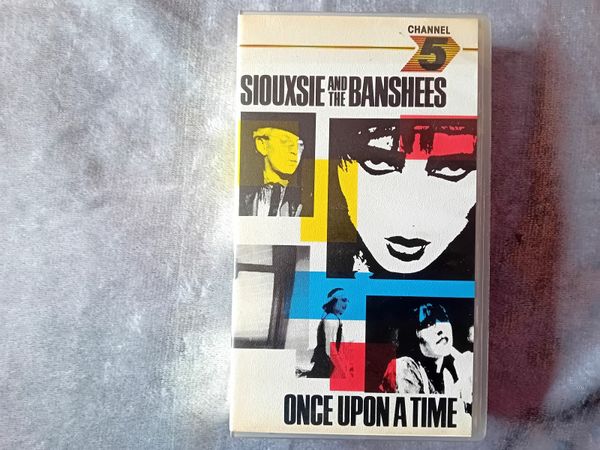 CHANNEL
5
SIOUXSIE AND THE BANSHEES
ONCE UPON A TIME